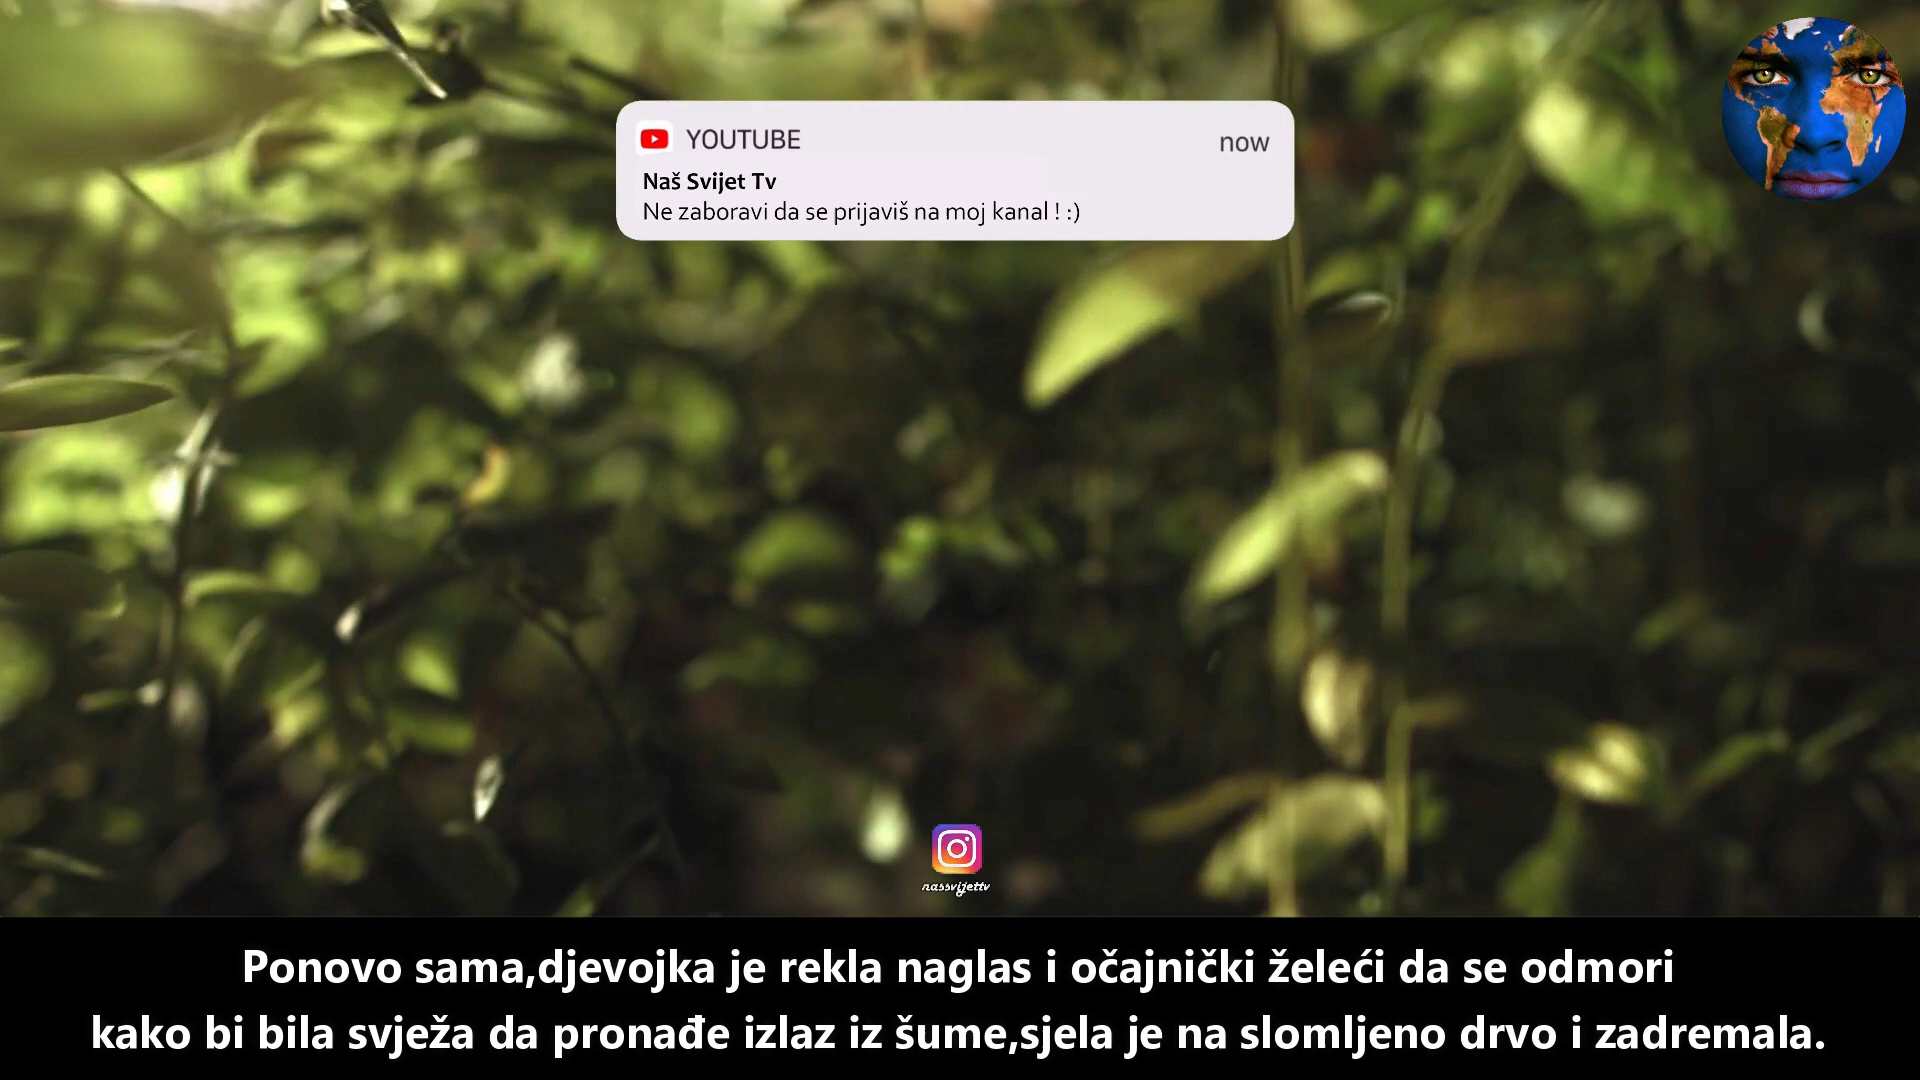 YOUTUBE
now
Naš Svijet Tv
Ne zaboravi da se prijaviš na moj kanal ! :)
nassvijettv
Ponovo sama,djevojka je rekla naglas i očajnički želeći da se odmori
kako bi bila svježa da pronađe izlaz iz šume,sjela je na slomljeno drvo i zadremala.